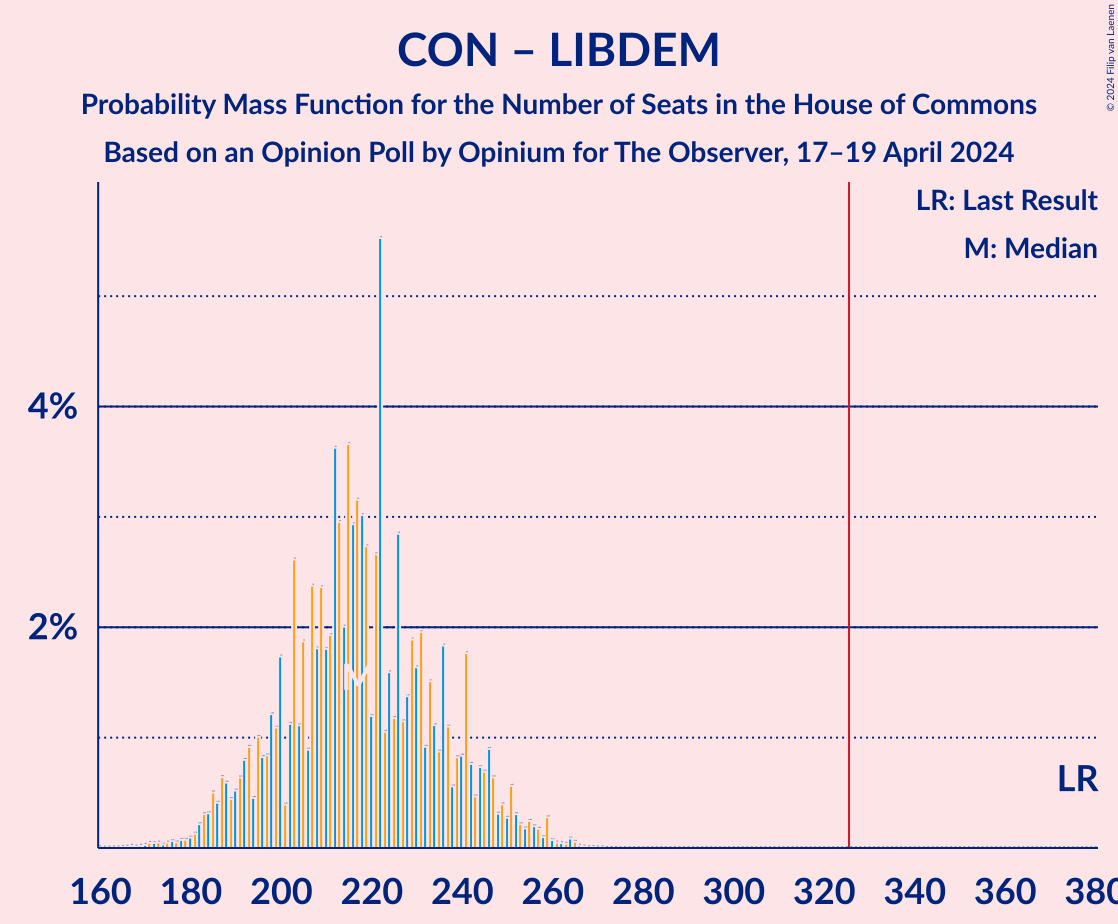 CON – LIBDEM
Probability Mass Function for the Number of Seats in the House of Commons
Based on an Opinion Poll by Opinium for The Observer, 17–19 April 2024
© 2024 Filip van Laenen
LR: Last Result
M: Median
4%
2%
M
LR
160 180 200 220 240 260 280 300 320 340 360 380